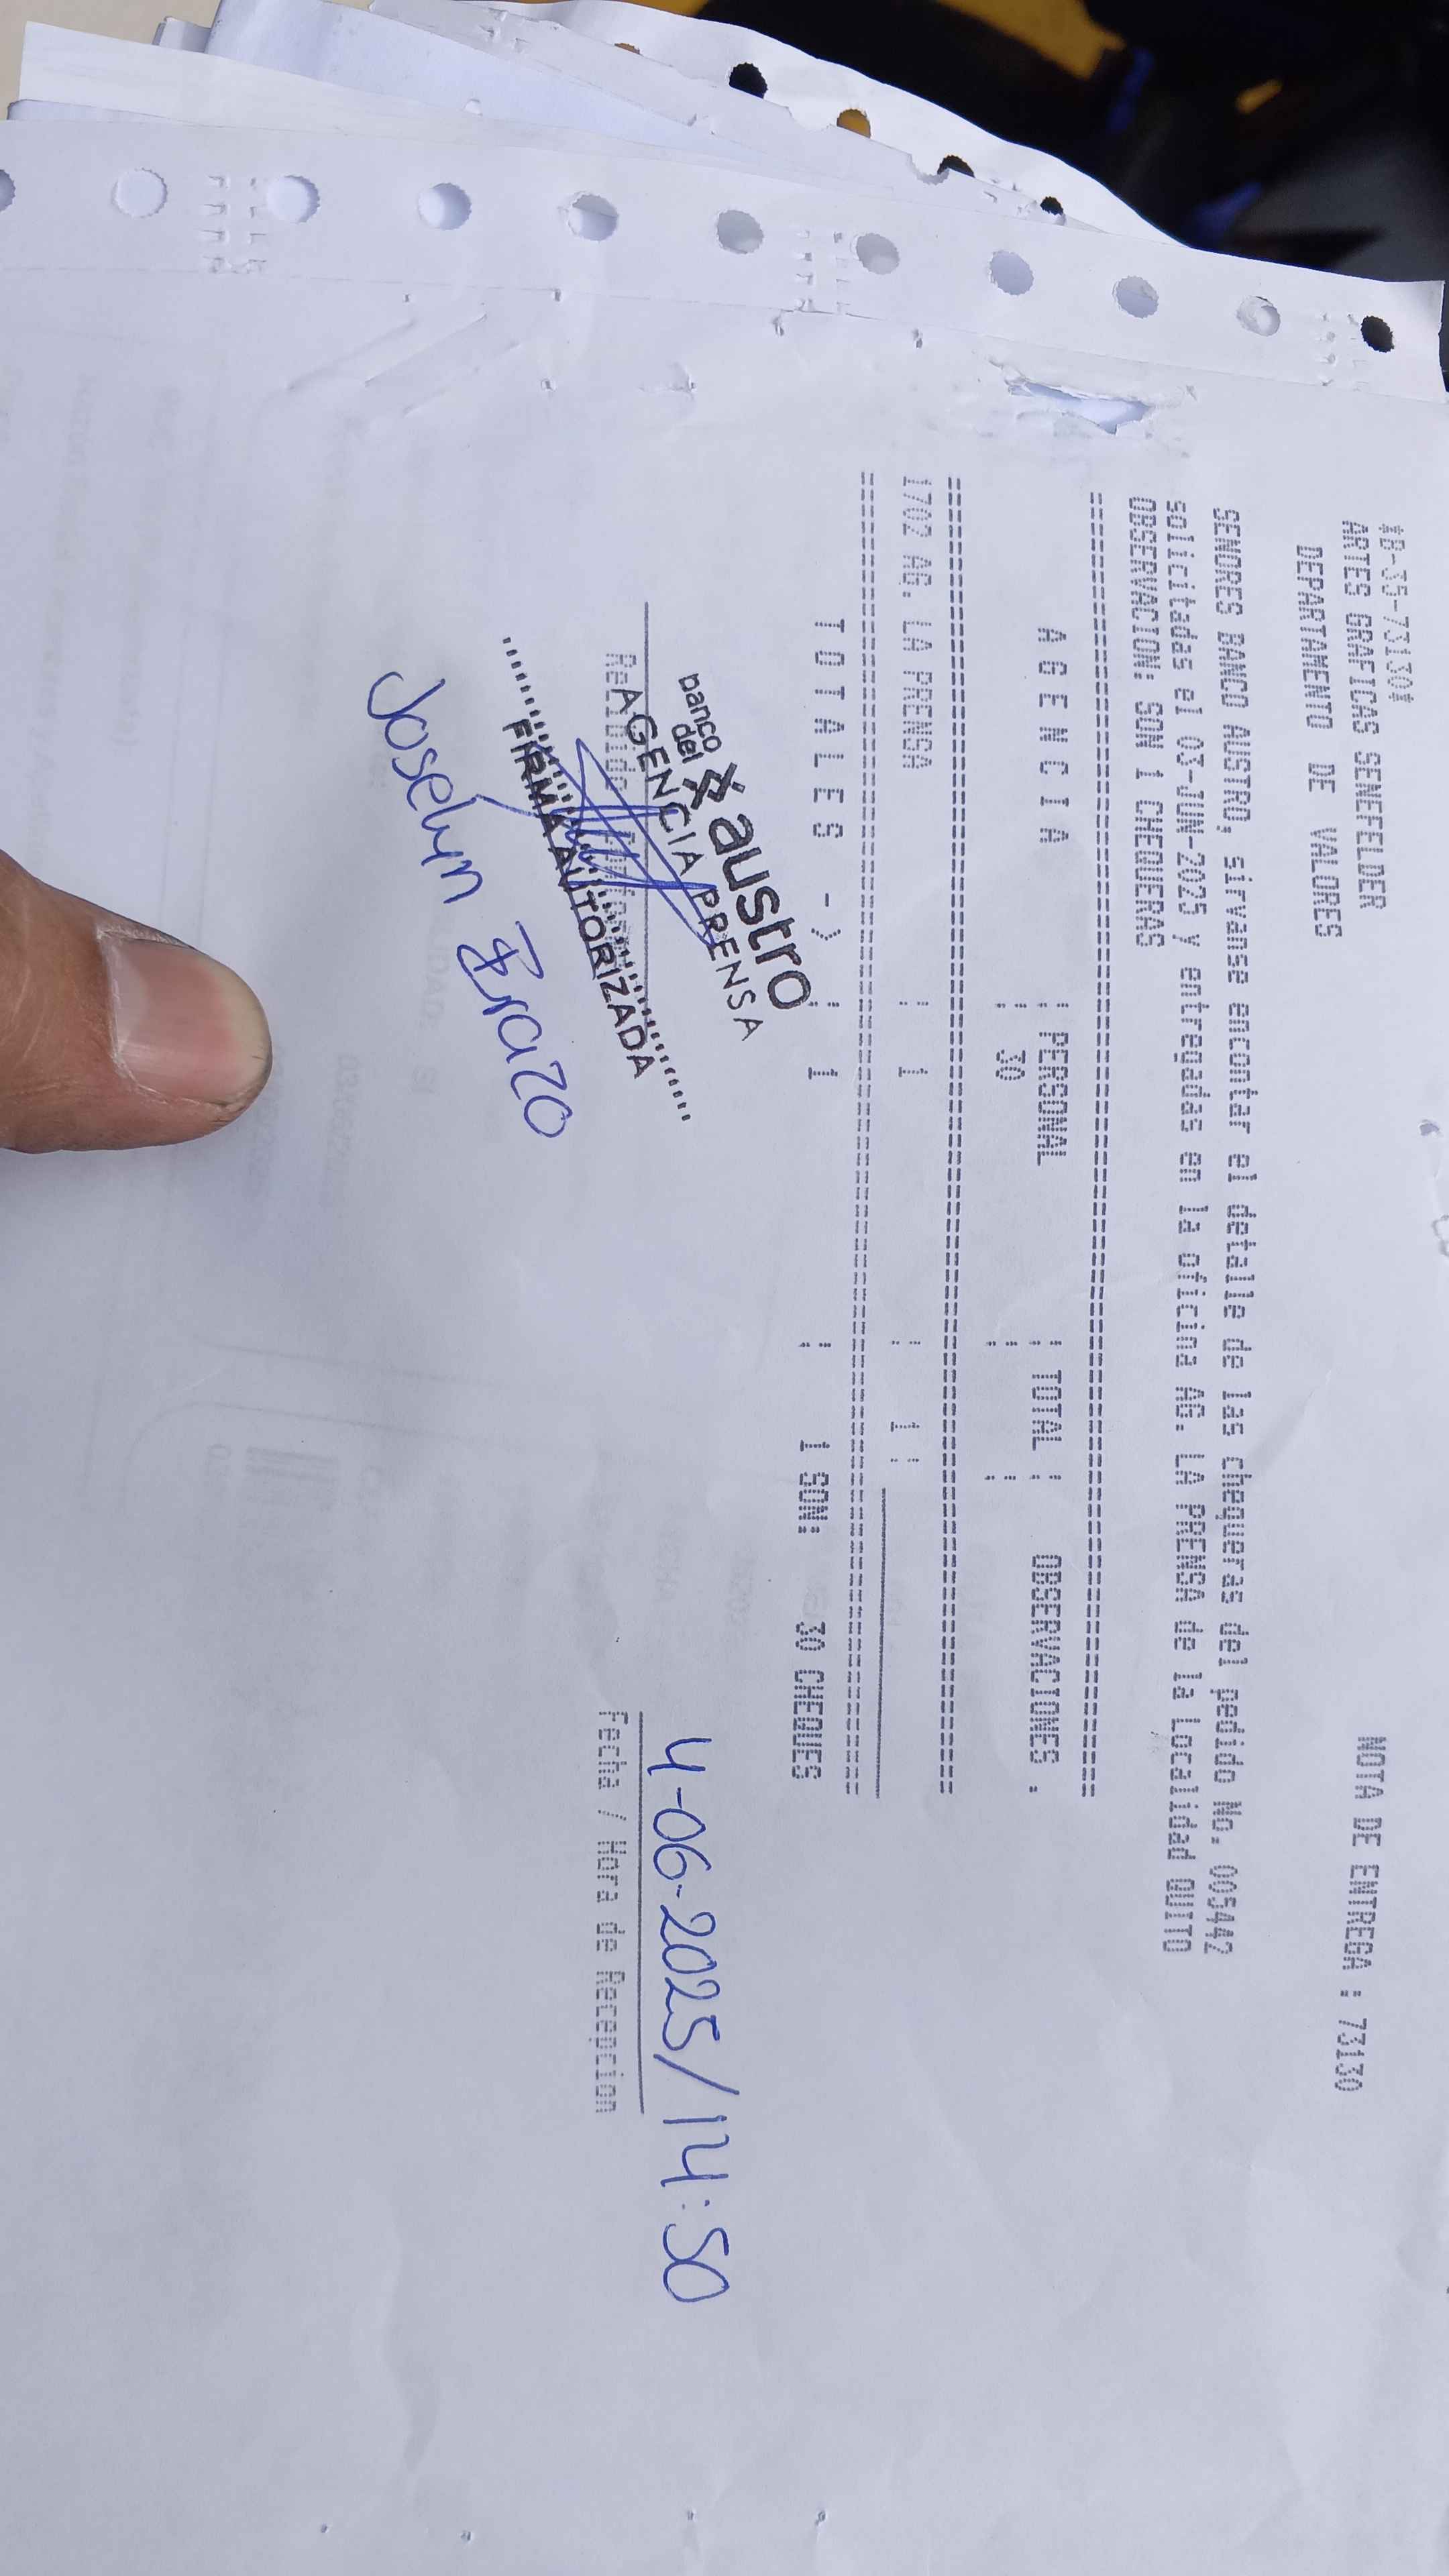 *B-35-73130*
ARTES GRAFICAS SENEFELDER
DEPARTAMENTO DE VALORES
NOTA DE ENTREGA : 73130
SENORES BANCO AUSTRO, sirvanse encontar el detalle de las chequeras del pedido No. 005442
solicitadas el 03-JUN-2025 y entregadas en la oficina AG. LA PRENSA de la Localidad QUITO
OBSERVACION: SON 1 CHEQUERAS
A G E N C I A : PERSONAL : TOTAL : OBSERVACIONES .
: 30 : :
1702 AG. LA PRENSA : 1 : 1 :
T O T A L E S -> : 1 : 1 SON: 30 CHEQUES
banco del austro
AGENCIA PRENSA
4-06-2025/14:50
Fecha / Hora de Recepcion
FIRMA AUTORIZADA
Joselyn Erazo